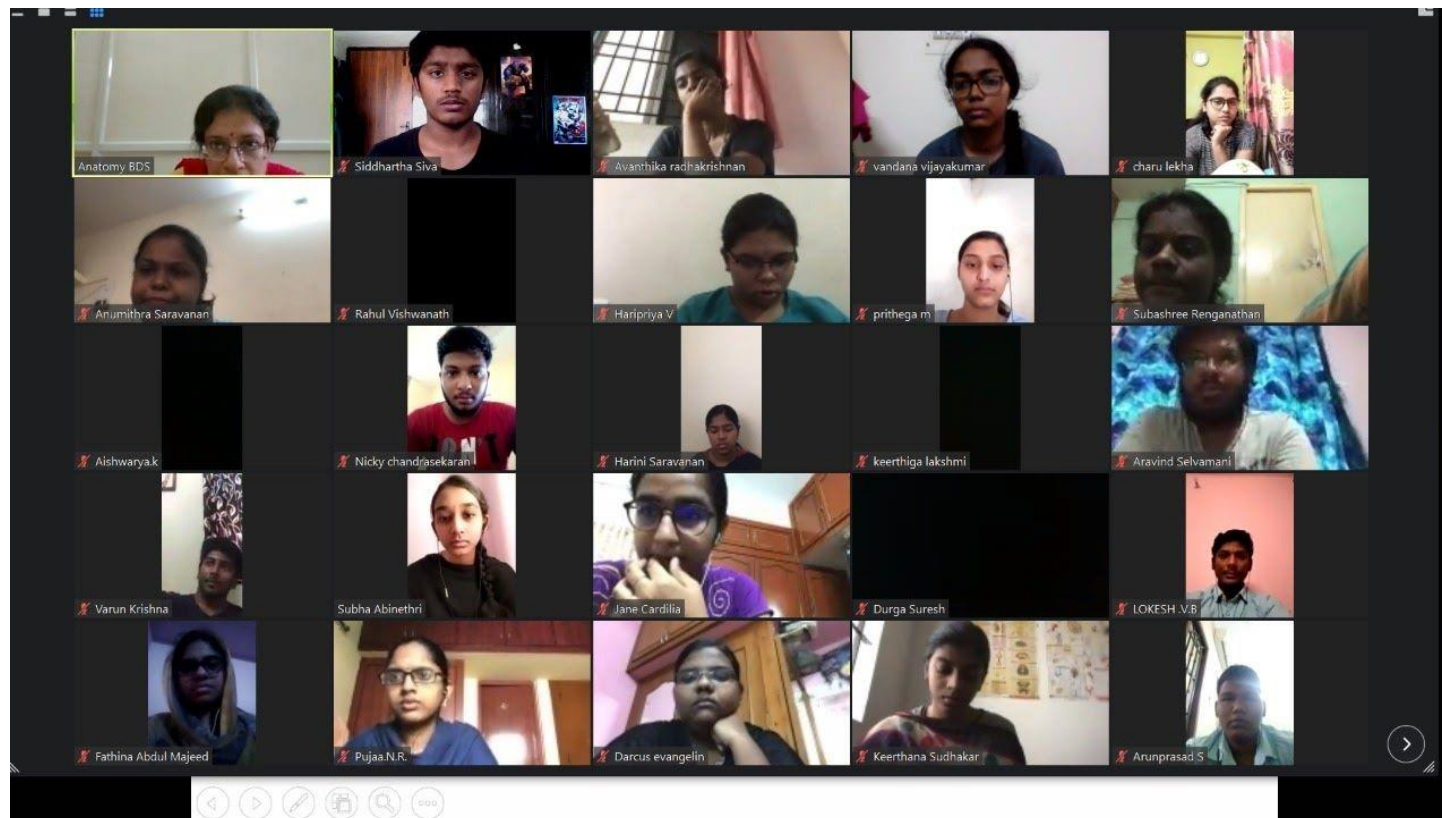 Anatomy BDS
Siddhartha Siva
Avanthika radhakrishnan
vandana vijayakumar
charu lekha
Anumithra Saravanan
Rahul Vishwanath
Haripriya V
prithega m
Subashree Renganathan
Aishwarya.k
Nicky chandrasekaran
Harini Saravanan
keerthiga lakshmi
Aravind Selvamani
Varun Krishna
Subha Abinethri
Jane Cardilia
Durga Suresh
LOKESH .V.B
Fathina Abdul Majeed
Pujaa.N.R.
Darcus evangelin
Keerthana Sudhakar
Arunprasad S